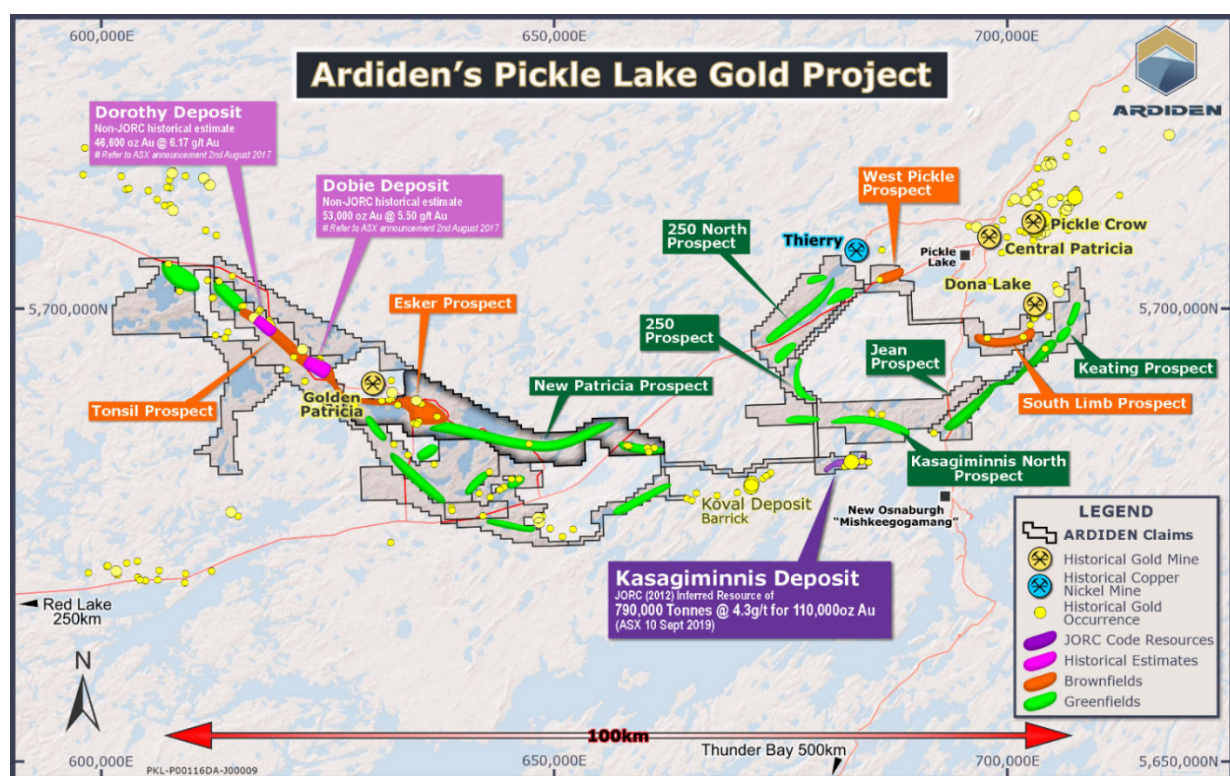 600,000E
650,000E
700,000E
Ardiden's Pickle Lake Gold Project
ARDIDEN
Dorothy Deposit
Non-JORC historical estimate
46,600 oz Au @ 6.17 g/t Au
# Refer to ASX announcement 2nd August 2017
Dobie Deposit
Non-JORC historical estimate
53,000 oz Au @ 5.50 g/t Au
# Refer to ASX announcement 2nd August 2017
West Pickle
Prospect
250 North
Prospect
Thierry
Pickle Crow
Central Patricia
Pickle
Lake
Dona Lake
5,700,000N
5,700,000N
Esker Prospect
250
Prospect
Jean
Prospect
Keating Prospect
Tonsil Prospect
Golden
Patricia
New Patricia Prospect
South Limb Prospect
Kasagiminnis North
Prospect
Koval Deposit
Barrick
New Osnaburgh
"Mishkeegogamang"
Kasagiminnis Deposit
JORC (2012) Inferred Resource of
790,000 Tonnes @ 4.3g/t for 110,000oz Au
(ASX 10 Sept 2019)
LEGEND
ARDIDEN Claims
Historical Gold Mine
Historical Copper
Nickel Mine
Historical Gold
Occurrence
JORC Code Resources
Historical Estimates
Brownfields
Greenfields
Red Lake
250km
N
100km
Thunder Bay 500km
600,000E
PKL-P00116DA-J00009
650,000E
700,000E
5,650,000N